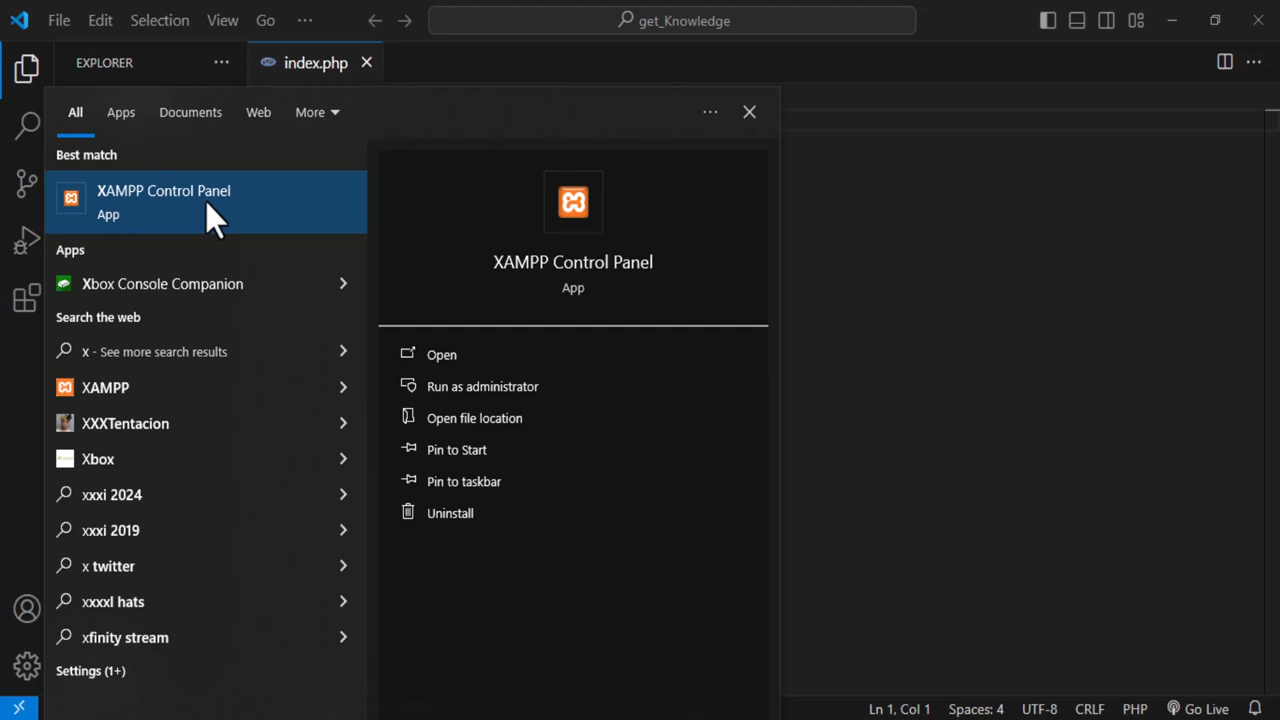 File Edit Selection View Go ··· get_Knowledge
EXPLORER ··· index.php
All Apps Documents Web More ···
Best match
XAMPP Control Panel
App
Apps
Xbox Console Companion
Search the web
x - See more search results
XAMPP
XXXTentacion
Xbox
xxxi 2024
xxxi 2019
x twitter
xxxxl hats
xfinity stream
Settings (1+)
XAMPP Control Panel
App
Open
Run as administrator
Open file location
Pin to Start
Pin to taskbar
Uninstall
Ln 1, Col 1 Spaces: 4 UTF-8 CRLF PHP Go Live